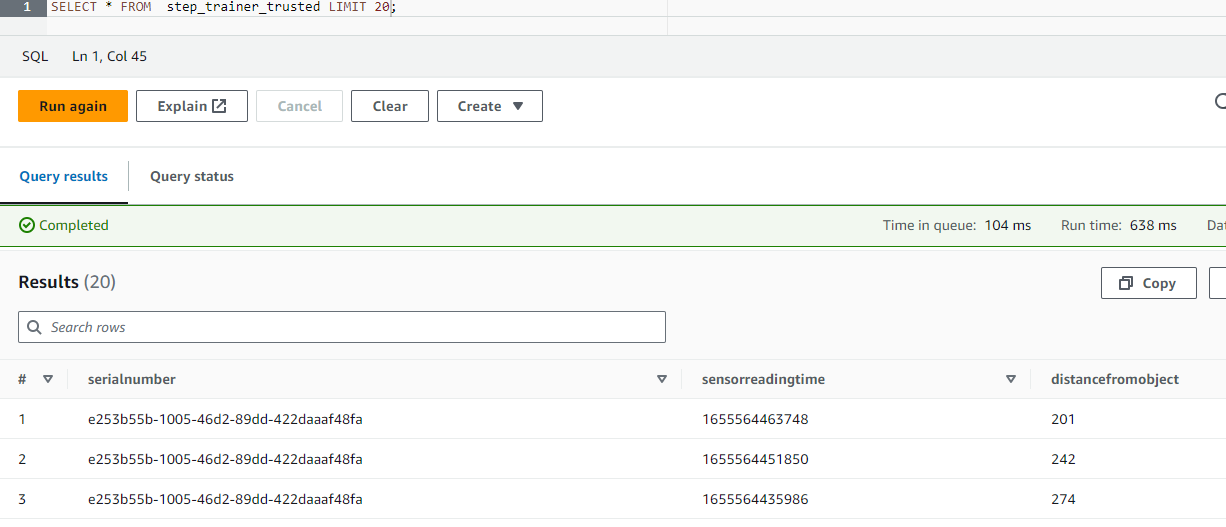 1 SELECT * FROM  step_trainer_trusted LIMIT 20;
SQL Ln 1, Col 45
Run again Explain Cancel Clear Create
Query results Query status
Completed Time in queue: 104 ms Run time: 638 ms
Results (20) Copy
Search rows
# serialnumber sensorreadingtime distancefromobject
1 e253b55b-1005-46d2-89dd-422daaaf48fa 1655564463748 201
2 e253b55b-1005-46d2-89dd-422daaaf48fa 1655564451850 242
3 e253b55b-1005-46d2-89dd-422daaaf48fa 1655564435986 274